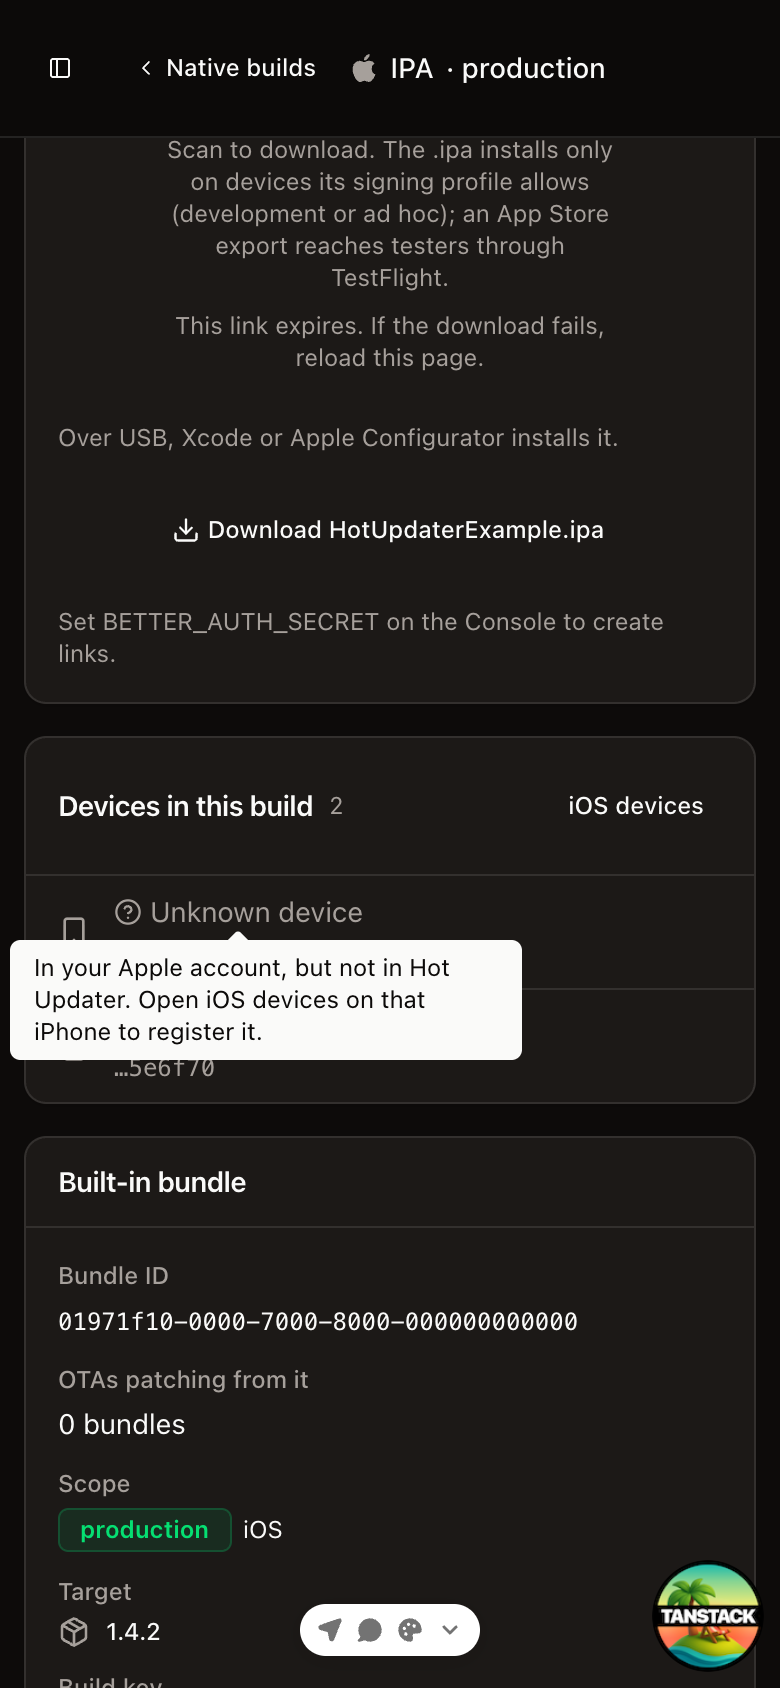 Native builds
IPA · production
Scan to download. The .ipa installs only
on devices its signing profile allows
(development or ad hoc); an App Store
export reaches testers through
TestFlight.
This link expires. If the download fails,
reload this page.
Over USB, Xcode or Apple Configurator installs it.
Download HotUpdaterExample.ipa
Set BETTER_AUTH_SECRET on the Console to create
links.
Devices in this build 2
iOS devices
Unknown device
In your Apple account, but not in Hot
Updater. Open iOS devices on that
iPhone to register it.
…5e6f70
Built-in bundle
Bundle ID
01971f10-0000-7000-8000-000000000000
OTAs patching from it
0 bundles
Scope
production iOS
Target
1.4.2
TANSTACK
Build key